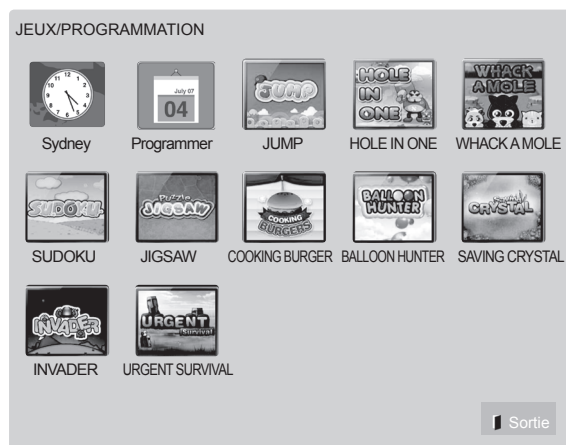 JEUX/PROGRAMMATION
12
July 07
04
JUMP
HOLE
IN
ONE
WHACK
A MOLE
Sydney
Programmer
JUMP
HOLE IN ONE
WHACK A MOLE
SUDOKU
Puzzle
JIGSAW
COOKING
BURGERS
BALLOON
HUNTER
CRYSTAL
SUDOKU
JIGSAW
COOKING BURGER
BALLOON HUNTER
SAVING CRYSTAL
INVADER
URGENT
Survival
INVADER
URGENT SURVIVAL
Sortie